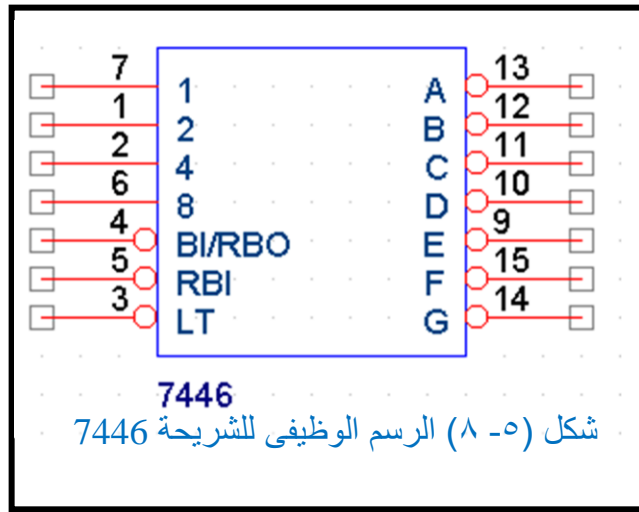 7 1 A 13
1 2 B 12
2 4 C 11
6 8 D 10
4 BI/RBO E 9
5 RBI F 15
3 LT G 14
7446
شكل (٥- ٨) الرسم الوظيفى للشريحة 7446